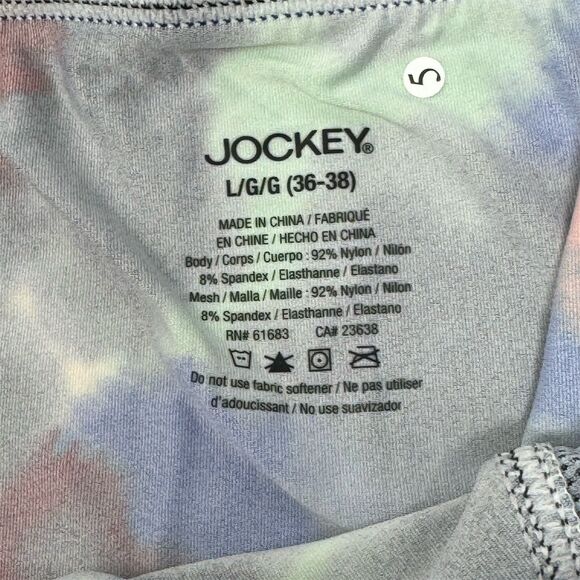 5
JOCKEY®
L/G/G (36-38)
MADE IN CHINA / FABRIQUÉ
EN CHINE / HECHO EN CHINA
Body / Corps / Cuerpo : 92% Nylon / Nilón
8% Spandex / Elasthanne / Elastano
Mesh / Malla / Maille : 92% Nylon / Nilón
8% Spandex / Elasthanne / Elastano
RN# 61683 CA# 23638
Do not use fabric softener / Ne pas utiliser
d'adoucissant / No use suavizador